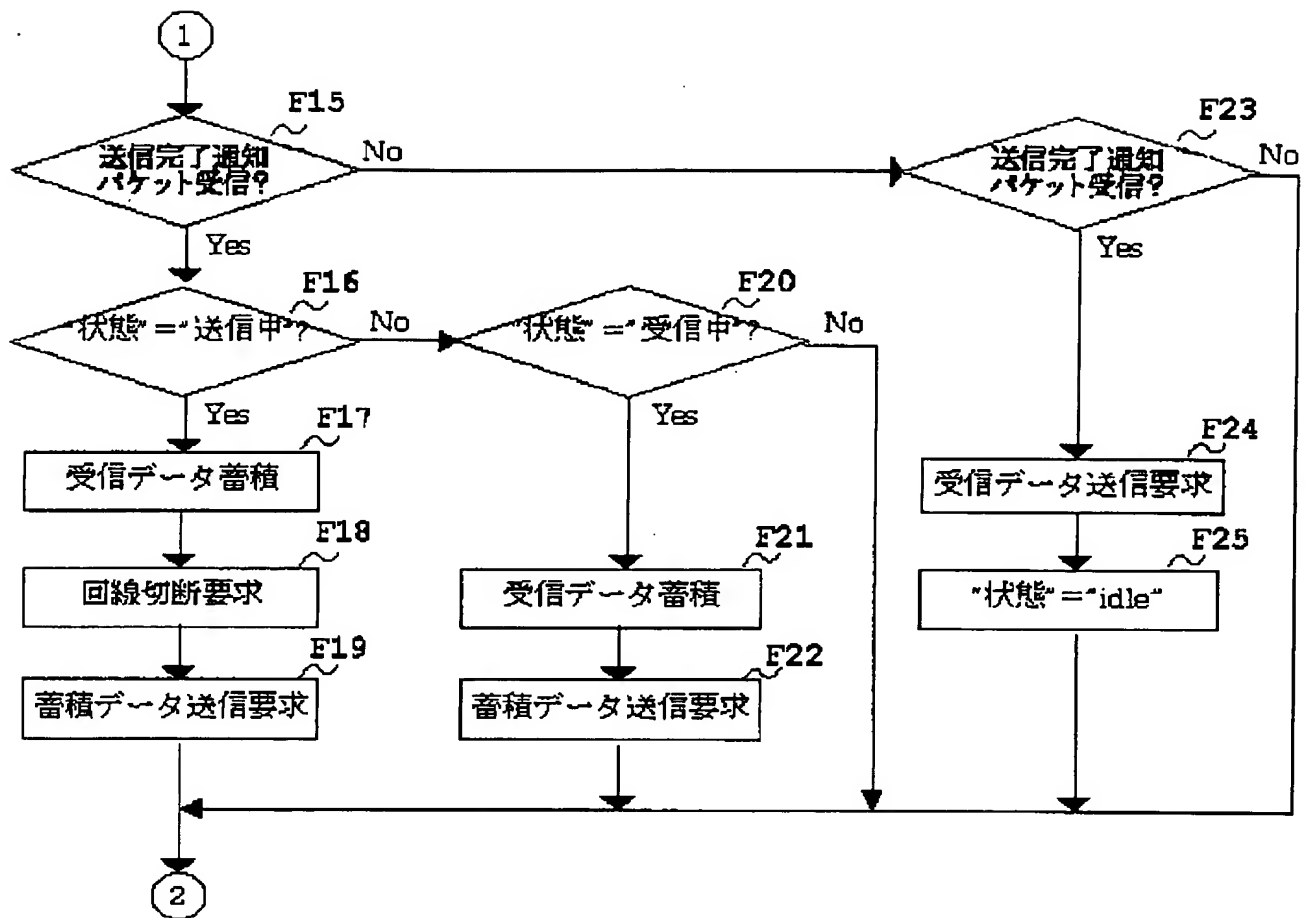 1
F15
送信完了通知
パケット受信?
No
Yes
F23
送信完了通知
パケット受信?
No
Yes
F16
"状態"="送信中"?
No
Yes
F20
"状態"="受信中"?
No
Yes
F17
受信データ蓄積
F18
回線切断要求
F19
蓄積データ送信要求
F21
受信データ蓄積
F22
蓄積データ送信要求
F24
受信データ送信要求
F25
"状態"="idle"
2